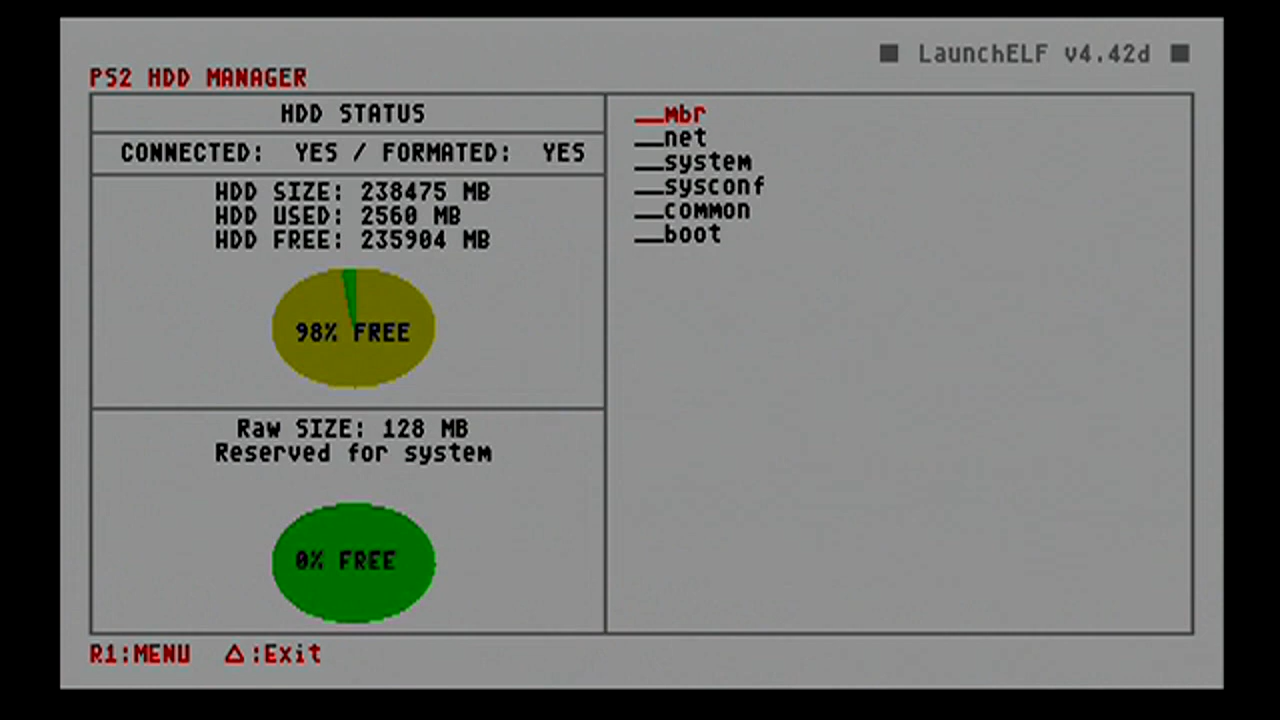 ■ LaunchELF v4.42d ■
PS2 HDD MANAGER
HDD STATUS
CONNECTED: YES / FORMATED: YES
HDD SIZE: 238475 MB
HDD USED: 2560 MB
HDD FREE: 235904 MB
98% FREE
Raw SIZE: 128 MB
Reserved for system
0% FREE
__mbr
__net
__system
__sysconf
__common
__boot
R1:MENU △:Exit